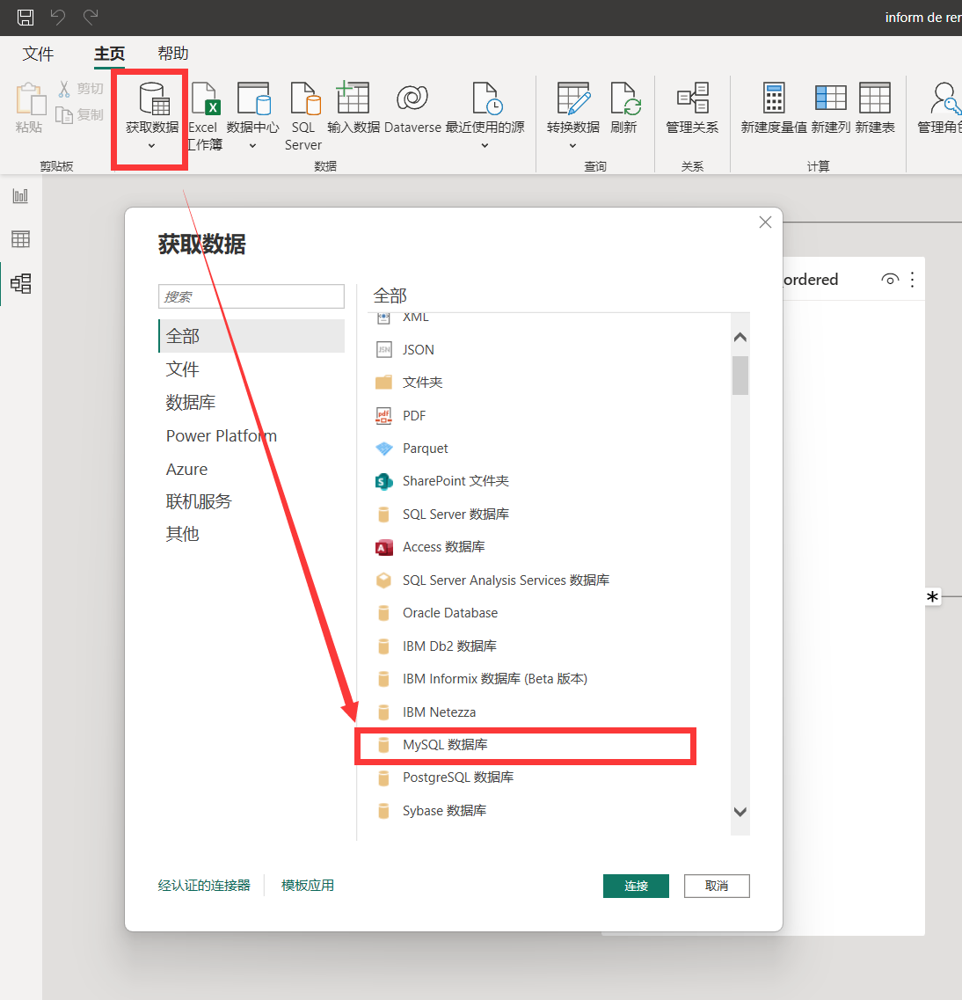 inform de ren
文件 主页 帮助
粘贴
剪切
复制
获取数据
Excel
工作簿
数据中心
SQL
Server
输入数据
Dataverse
最近使用的源
转换数据
刷新
管理关系
新建度量值
新建列
新建表
管理角色
剪贴板
数据
查询
关系
计算
获取数据
搜索
全部
文件
数据库
Power Platform
Azure
联机服务
其他
全部
XML
JSON
文件夹
PDF
Parquet
SharePoint 文件夹
SQL Server 数据库
Access 数据库
SQL Server Analysis Services 数据库
Oracle Database
IBM Db2 数据库
IBM Informix 数据库 (Beta 版本)
IBM Netezza
MySQL 数据库
PostgreSQL 数据库
Sybase 数据库
经认证的连接器
模板应用
连接
取消
_ordered